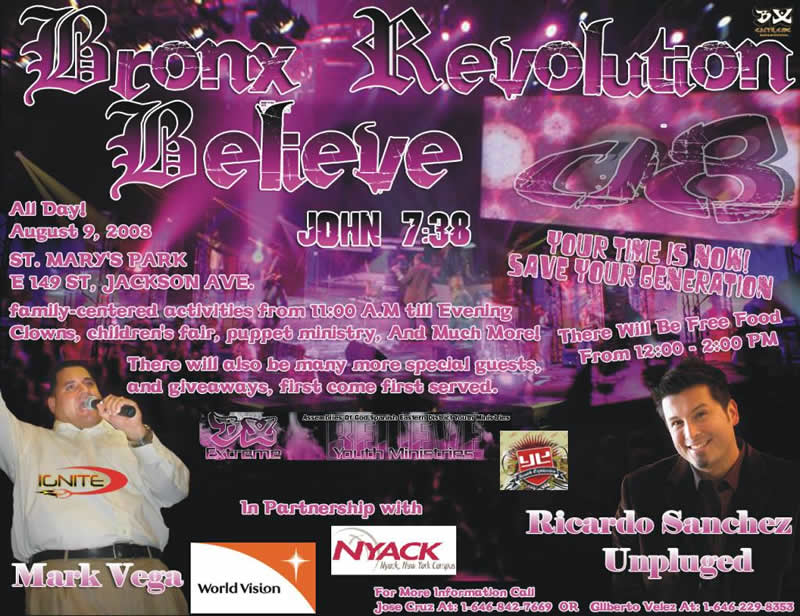 Bronx Revolution
BX
EXTREME
Believe
JOHN 7:38
All Day!
August 9, 2008
ST. MARY'S PARK
E 149 ST, JACKSON AVE.
YOUR TIME IS NOW!
SAVE YOUR GENERATION
family-centered activities from 11:00 A.M till Evening
Clowns, children's fair, puppet ministry, And Much More!
There Will Be Free Food
From 12:00 - 2:00 PM
There will also be many more special guests,
and giveaways, first come first served.
Assemblies Of God Spanish Eastern District Youth Ministries
BX
Extreme
Youth Ministries
IGNITE
In Partnership with
NYACK
Nyack, New York Campus
World Vision
Mark Vega
Ricardo Sanchez
Unpluged
For More Information Call
Jose Cruz At: 1-646-842-7669 OR Gilberto Velez At: 1-646-229-8353